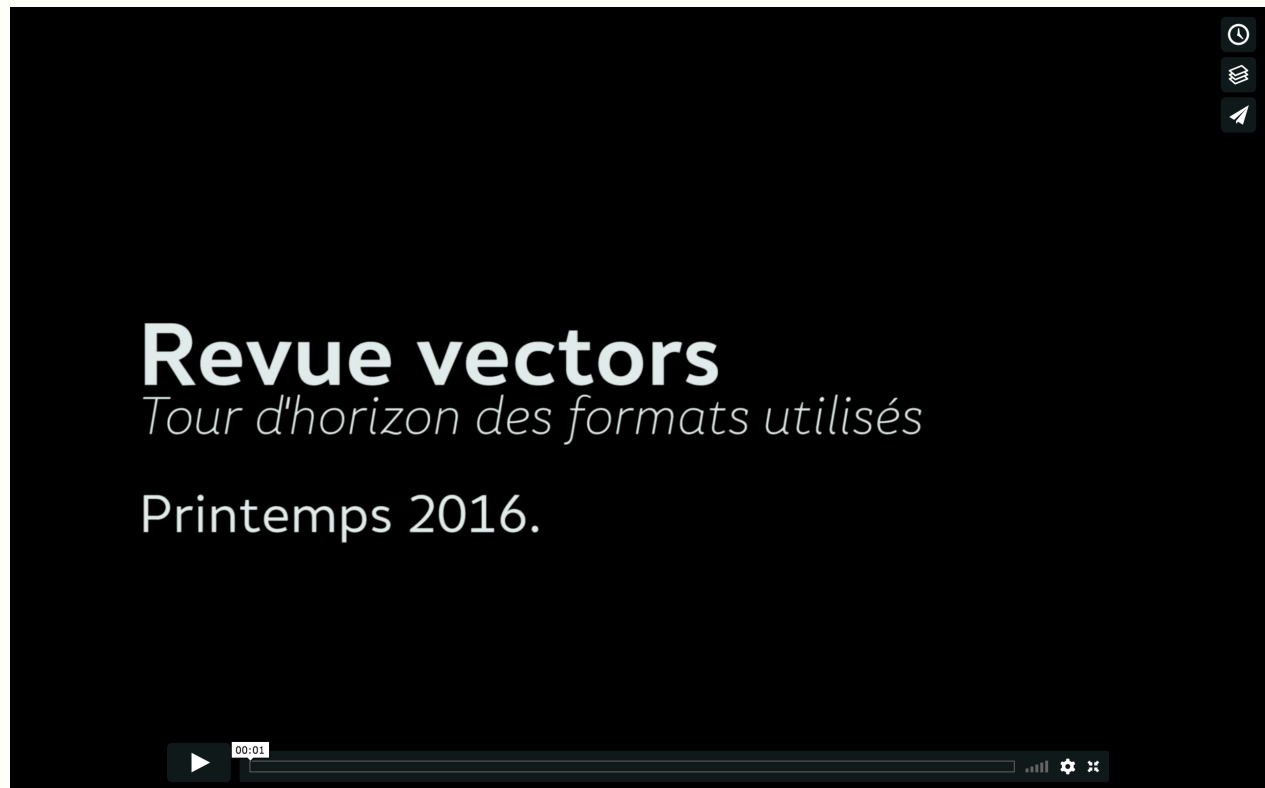 Revue vectors
Tour d'horizon des formats utilisés
Printemps 2016.
00:01